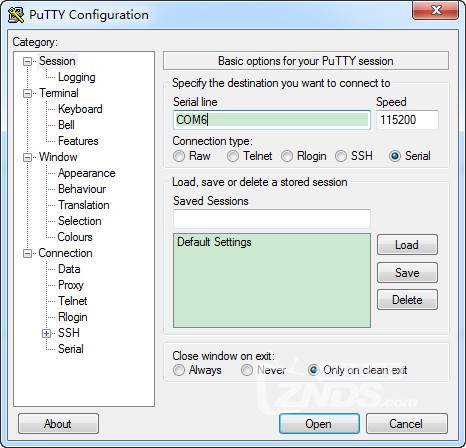 PuTTY Configuration
Category:
Session
Logging
Terminal
Keyboard
Bell
Features
Window
Appearance
Behaviour
Translation
Selection
Colours
Connection
Data
Proxy
Telnet
Rlogin
SSH
Serial
Basic options for your PuTTY session
Specify the destination you want to connect to
Serial line Speed
COM6 115200
Connection type:
Raw Telnet Rlogin SSH Serial
Load, save or delete a stored session
Saved Sessions
Default Settings
Load
Save
Delete
Close window on exit:
Always Never Only on clean exit
ZNDS.com
About Open Cancel